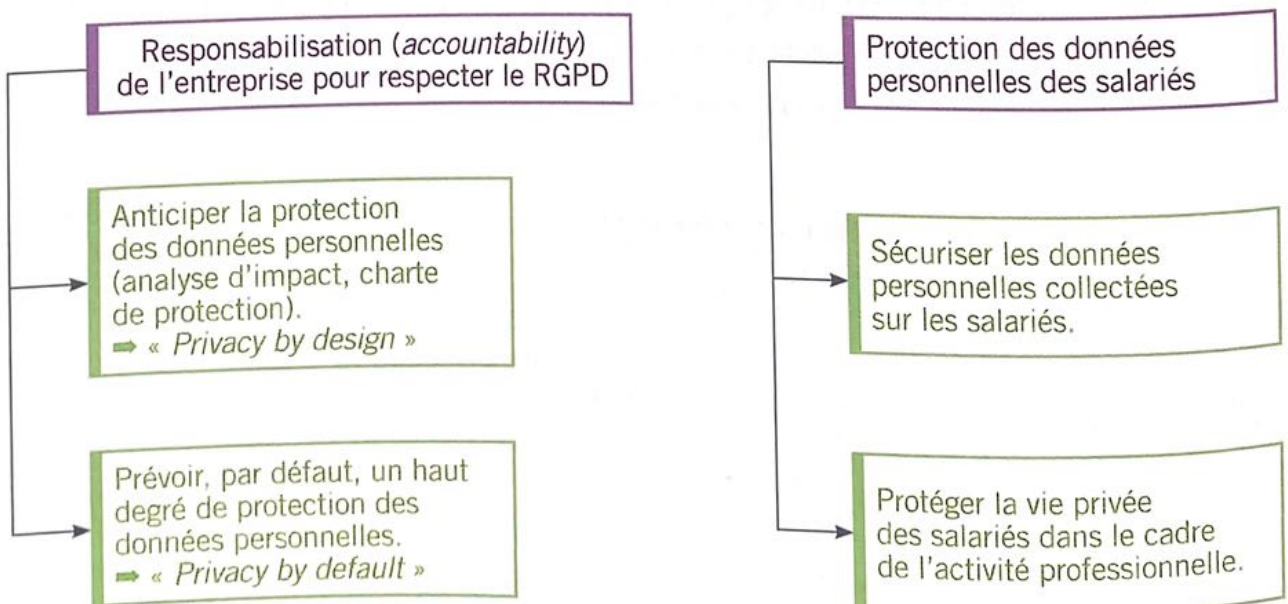 Responsabilisation (accountability)
de l'entreprise pour respecter le RGPD
Anticiper la protection
des données personnelles
(analyse d'impact, charte
de protection).
➡ « Privacy by design »
Prévoir, par défaut, un haut
degré de protection des
données personnelles.
➡ « Privacy by default »
Protection des données
personnelles des salariés
Sécuriser les données
personnelles collectées
sur les salariés.
Protéger la vie privée
des salariés dans le cadre
de l'activité professionnelle.